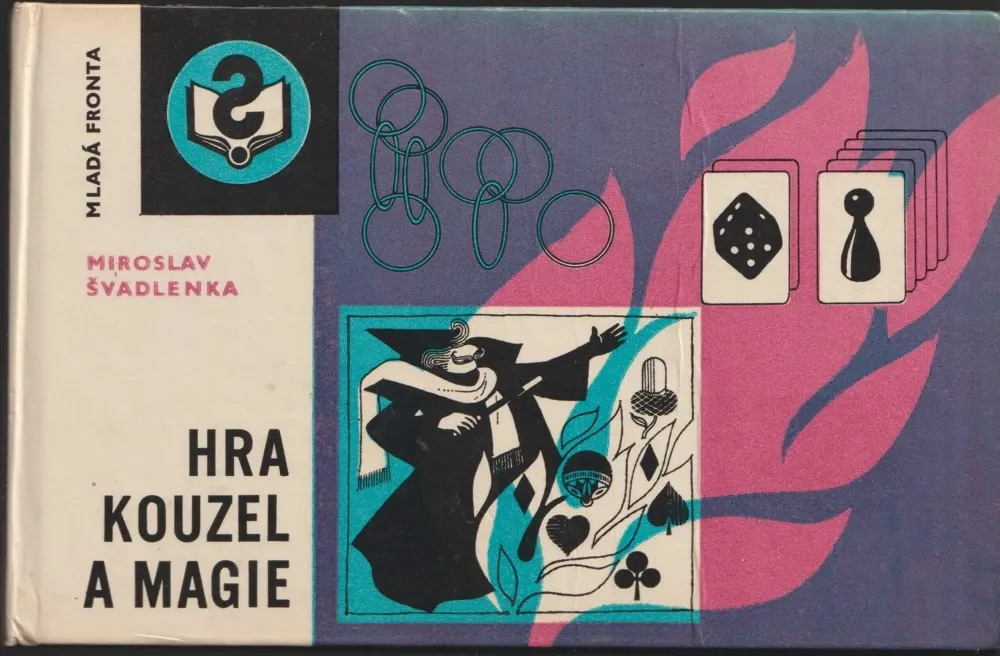 MLADÁ FRONTA
MIROSLAV
ŠVADLENKA
HRA
KOUZEL
A MAGIE